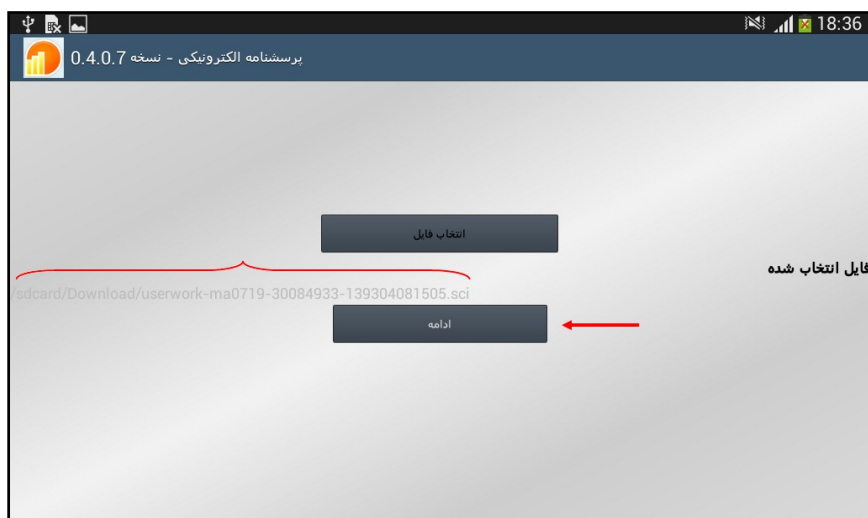 18:36
پرسشنامه الکترونیکی - نسخه 0.4.0.7
انتخاب فایل
فایل انتخاب شده
/sdcard/Download/userwork-ma0719-30084933-139304081505.sci
ادامه